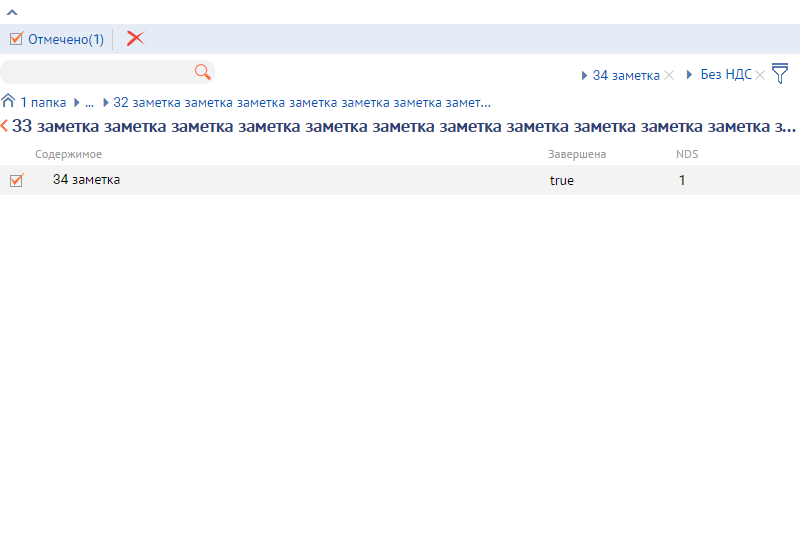 Отмечено(1)
34 заметка Без НДС
1 папка ... 32 заметка заметка заметка заметка заметка заметка замет...
33 заметка заметка заметка заметка заметка заметка заметка заметка заметка заметка заметка з...
Содержимое Завершена NDS
34 заметка true 1